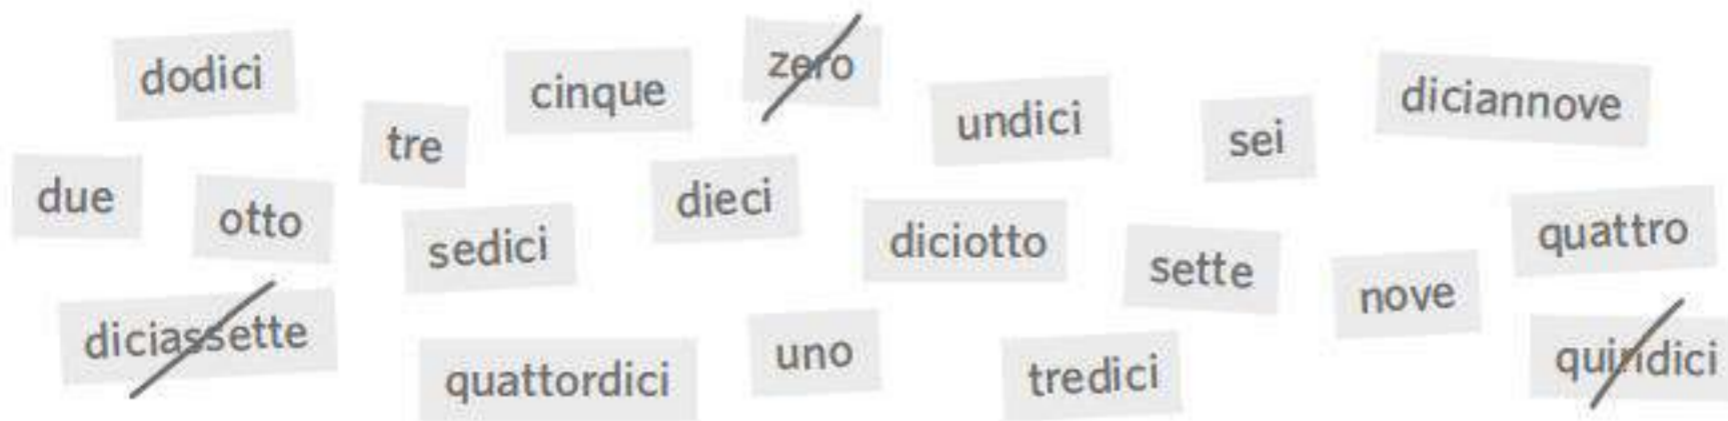 dodici
cinque
zero
undici
sei
diciannove
tre
due
otto
sedici
dieci
diciotto
sette
nove
quattro
diciassette
quattordici
uno
tredici
quindici